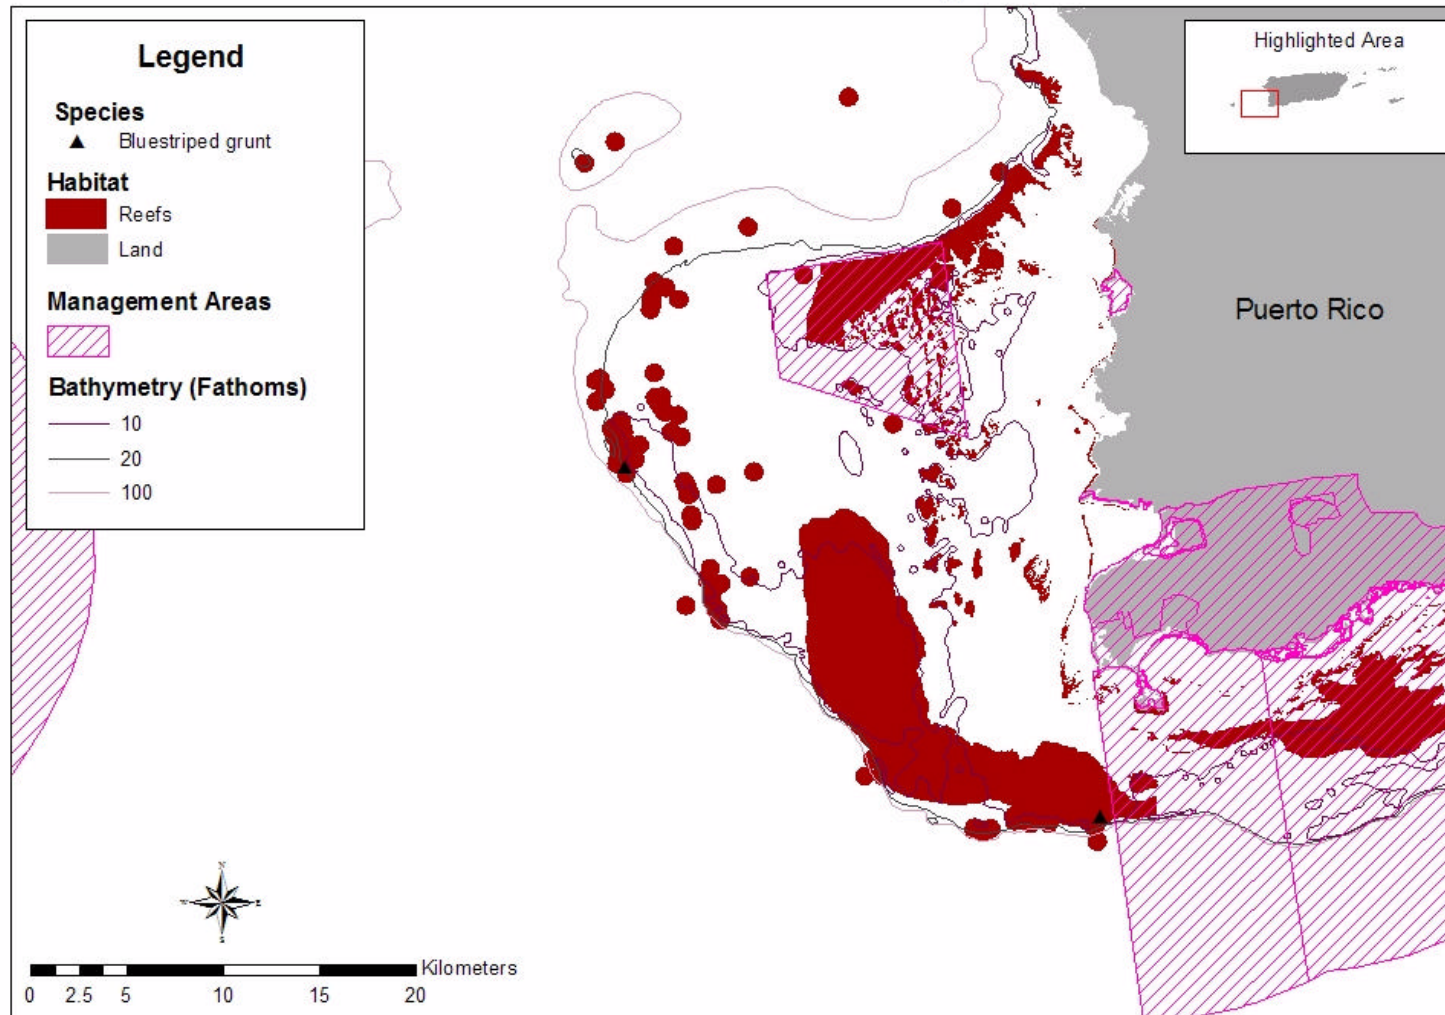 Legend
Species
Bluestriped grunt
Habitat
Reefs
Land
Management Areas
Bathymetry (Fathoms)
10
20
100
Highlighted Area
Puerto Rico
N
W
E
S
Kilometers
0 2.5 5 10 15 20